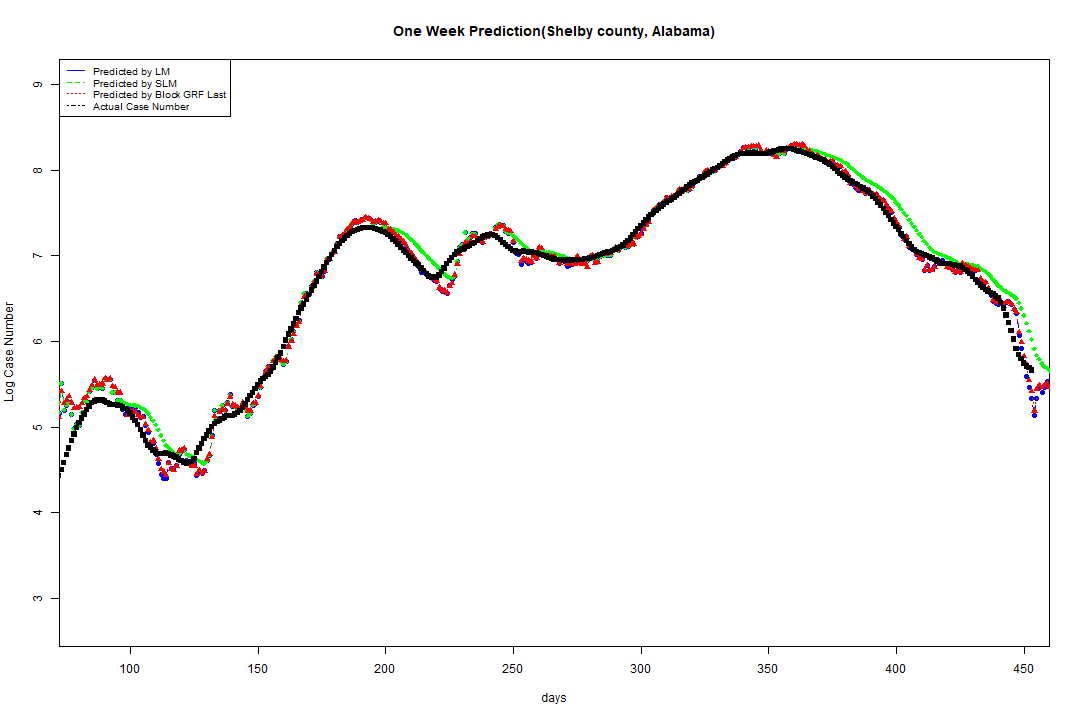 One Week Prediction(Shelby county, Alabama)
Predicted by LM
Predicted by SLM
Predicted by Block GRF Last
Actual Case Number
Log Case Number
9
8
7
6
5
4
3
100 150 200 250 300 350 400 450
days